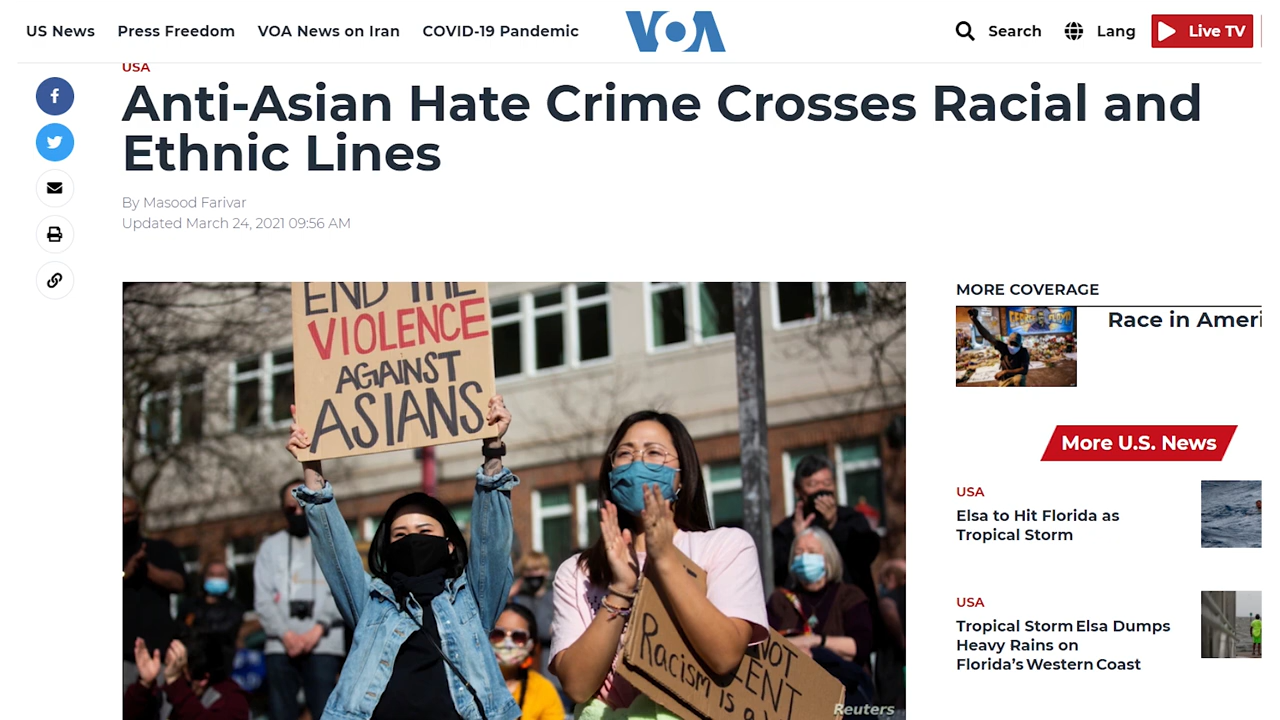 US News Press Freedom VOA News on Iran COVID-19 Pandemic
VOA
Search Lang Live TV
USA
Anti-Asian Hate Crime Crosses Racial and
Ethnic Lines
By Masood Farivar
Updated March 24, 2021 09:56 AM
END THE
VIOLENCE
AGAINST
ASIANS
Racism is a
NOT
Reuters
MORE COVERAGE
Race in Ameri
More U.S. News
USA
Elsa to Hit Florida as
Tropical Storm
USA
Tropical Storm Elsa Dumps
Heavy Rains on
Florida's Western Coast